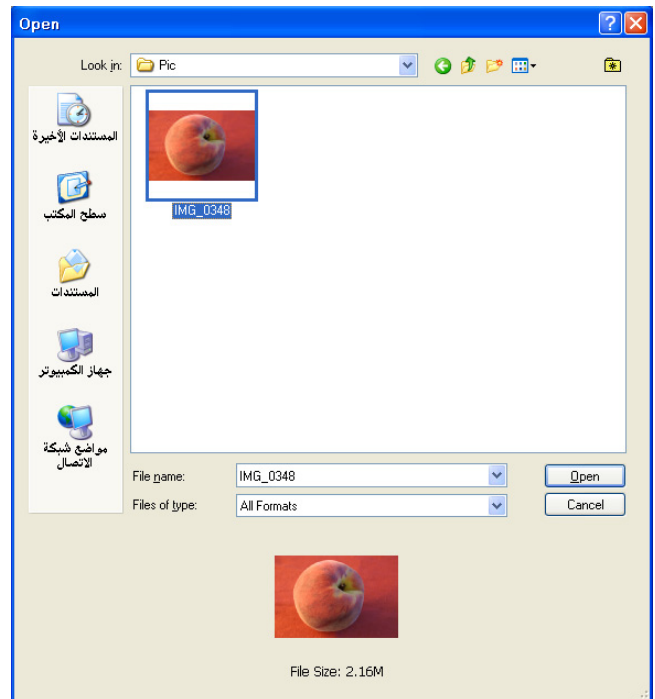 Open
Look in:
Pic
المستندات الأخيرة
سطح المكتب
المستندات
جهاز الكمبيوتر
مواضع شبكة
الاتصال
IMG_0348
File name:
IMG_0348
Open
Files of type:
All Formats
Cancel
File Size: 2.16M